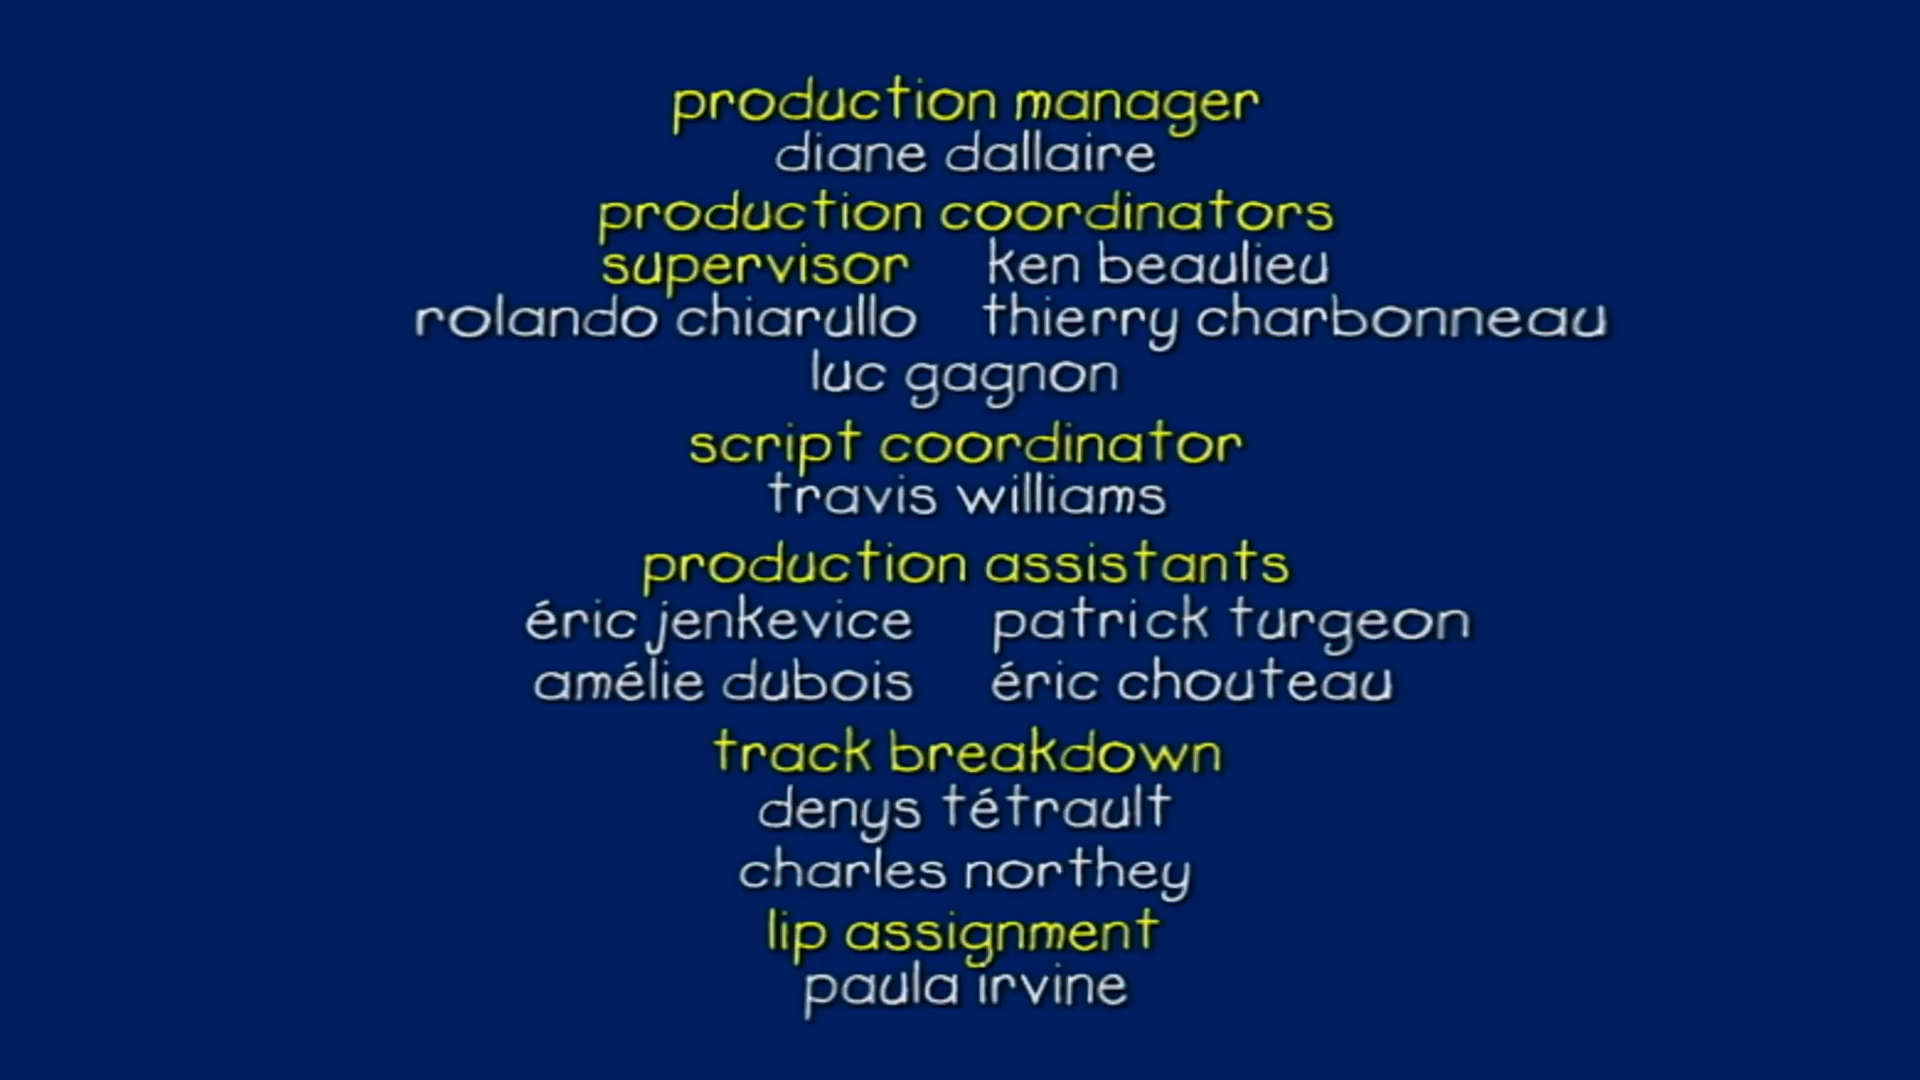 production manager
diane dallaire
production coordinators
supervisor ken beaulieu
rolando chiarullo thierry charbonneau
luc gagnon
script coordinator
travis williams
production assistants
éric jenkevice patrick turgeon
amélie dubois éric chouteau
track breakdown
denys tétrault
charles northey
lip assignment
paula irvine